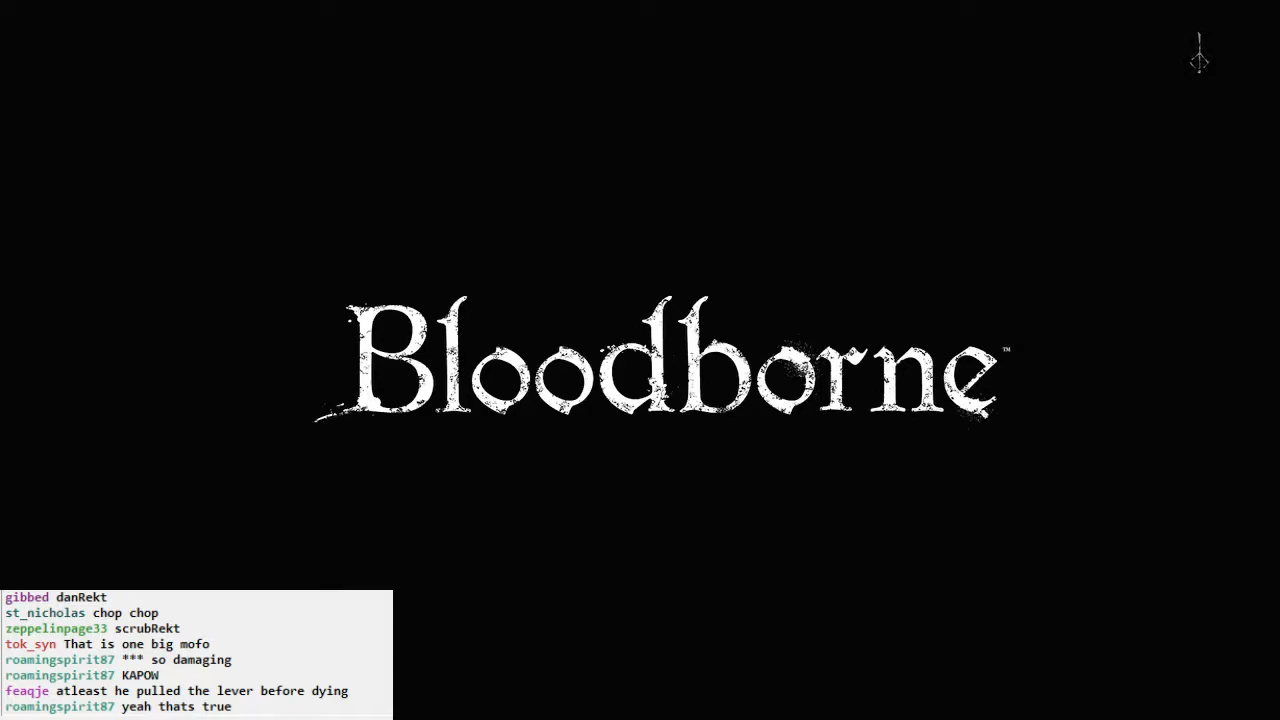 Bloodborne™
gibbed danRekt
st_nicholas chop chop
zeppelinpage33 scrubRekt
tok_syn That is one big mofo
roamingspirit87 *** so damaging
roamingspirit87 KAPOW
feaqje atleast he pulled the lever before dying
roamingspirit87 yeah thats true